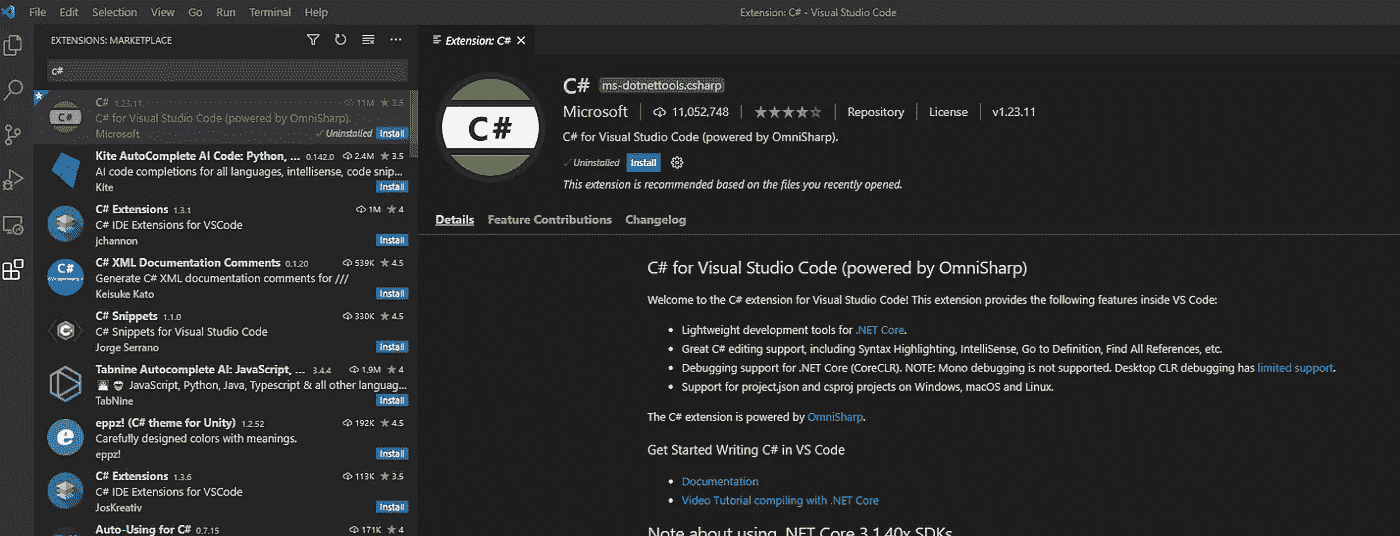 File Edit Selection View Go Run Terminal Help
Extension: C# - Visual Studio Code
EXTENSIONS: MARKETPLACE
c#
C# 1.23.11 11M 3.5
C# for Visual Studio Code (powered by OmniSharp).
Microsoft Uninstalled Install
Kite AutoComplete AI Code: Python, ... 0.142.0 2.4M 3.5
AI code completions for all languages, intellisense, code snip...
Kite Install
C# Extensions 1.3.1 1M 4
C# IDE Extensions for VSCode
jchannon Install
C#
C# XML Documentation Comments 0.1.20 539K 4.5
Generate C# XML documentation comments for ///
Keisuke Kato Install
C# Snippets 1.1.0 330K 4.5
C# Snippets for Visual Studio Code
Jorge Serrano Install
Tabnine Autocomplete AI: JavaScript, ... 3.4.4 1.9M 4
JavaScript, Python, Java, Typescript & all other languag...
TabNine Install
eppz! (C# theme for Unity) 1.2.52 192K 4.5
Carefully designed colors with meanings.
eppz! Install
C# Extensions 1.3.6 113K 3.5
C# IDE Extensions for VSCode
JosKreativ Install
Auto-Using for C# 0.7.15 171K 4
Extension: C#
C#
C# ms-dotnettools.csharp
Microsoft 11,052,748 Repository License v1.23.11
C# for Visual Studio Code (powered by OmniSharp).
Uninstalled Install
This extension is recommended based on the files you recently opened.
Details Feature Contributions Changelog
C# for Visual Studio Code (powered by OmniSharp)
Welcome to the C# extension for Visual Studio Code! This extension provides the following features inside VS Code:
• Lightweight development tools for .NET Core.
• Great C# editing support, including Syntax Highlighting, IntelliSense, Go to Definition, Find All References, etc.
• Debugging support for .NET Core (CoreCLR). NOTE: Mono debugging is not supported. Desktop CLR debugging has limited support.
• Support for project.json and csproj projects on Windows, macOS and Linux.
The C# extension is powered by OmniSharp.
Get Started Writing C# in VS Code
• Documentation
• Video Tutorial compiling with .NET Core
Note about using .NET Core 3.1.40x SDKs